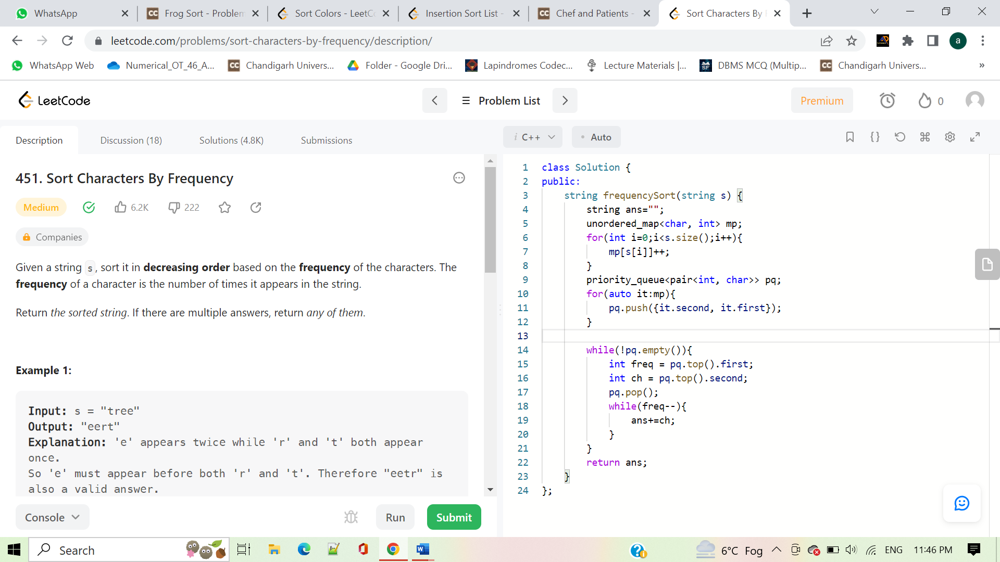 WhatsApp
Frog Sort - Problem
Sort Colors - LeetCo
Insertion Sort List -
Chef and Patients -
Sort Characters By F
leetcode.com/problems/sort-characters-by-frequency/description/
a
WhatsApp Web
Numerical_OT_46_A...
Chandigarh Univers...
Folder - Google Dri...
Lapindromes Codec...
Lecture Materials |...
DBMS MCQ (Multip...
Chandigarh Univers...
»
LeetCode
Problem List
Premium
0
Description
Discussion (18)
Solutions (4.8K)
Submissions
i C++
• Auto
451. Sort Characters By Frequency
Medium
6.2K
222
Companies
Given a string s, sort it in decreasing order based on the frequency of the characters. The
frequency of a character is the number of times it appears in the string.
Return the sorted string. If there are multiple answers, return any of them.
Example 1:
Input: s = "tree"
Output: "eert"
Explanation: 'e' appears twice while 'r' and 't' both appear
once.
So 'e' must appear before both 'r' and 't'. Therefore "eetr" is
also a valid answer.
Console
Run
Submit
1 class Solution {
2 public:
3 string frequencySort(string s) {
4 string ans="";
5 unordered_map<char, int> mp;
6 for(int i=0;i<s.size();i++){
7 mp[s[i]]++;
8 }
9 priority_queue<pair<int, char>> pq;
10 for(auto it:mp){
11 pq.push({it.second, it.first});
12 }
13
14 while(!pq.empty()){
15 int freq = pq.top().first;
16 int ch = pq.top().second;
17 pq.pop();
18 while(freq--){
19 ans+=ch;
20 }
21 }
22 return ans;
23 }
24 };
Search
6°C Fog
ENG
11:46 PM